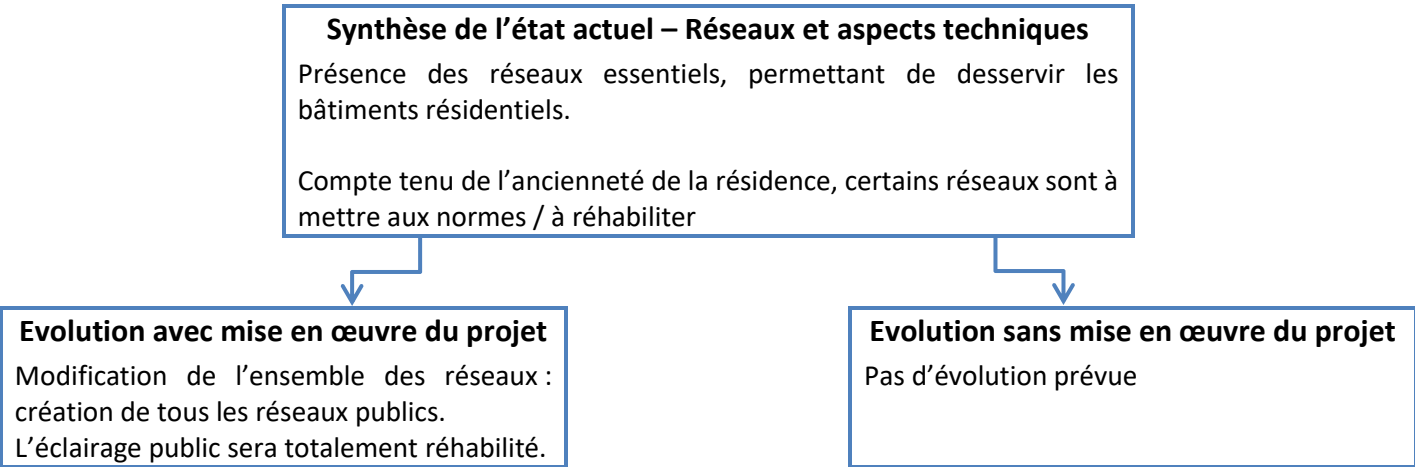 Synthèse de l’état actuel – Réseaux et aspects techniques
Présence des réseaux essentiels, permettant de desservir les
bâtiments résidentiels.
Compte tenu de l’ancienneté de la résidence, certains réseaux sont à
mettre aux normes / à réhabiliter
Evolution avec mise en œuvre du projet
Modification de l’ensemble des réseaux :
création de tous les réseaux publics.
L’éclairage public sera totalement réhabilité.
Evolution sans mise en œuvre du projet
Pas d’évolution prévue